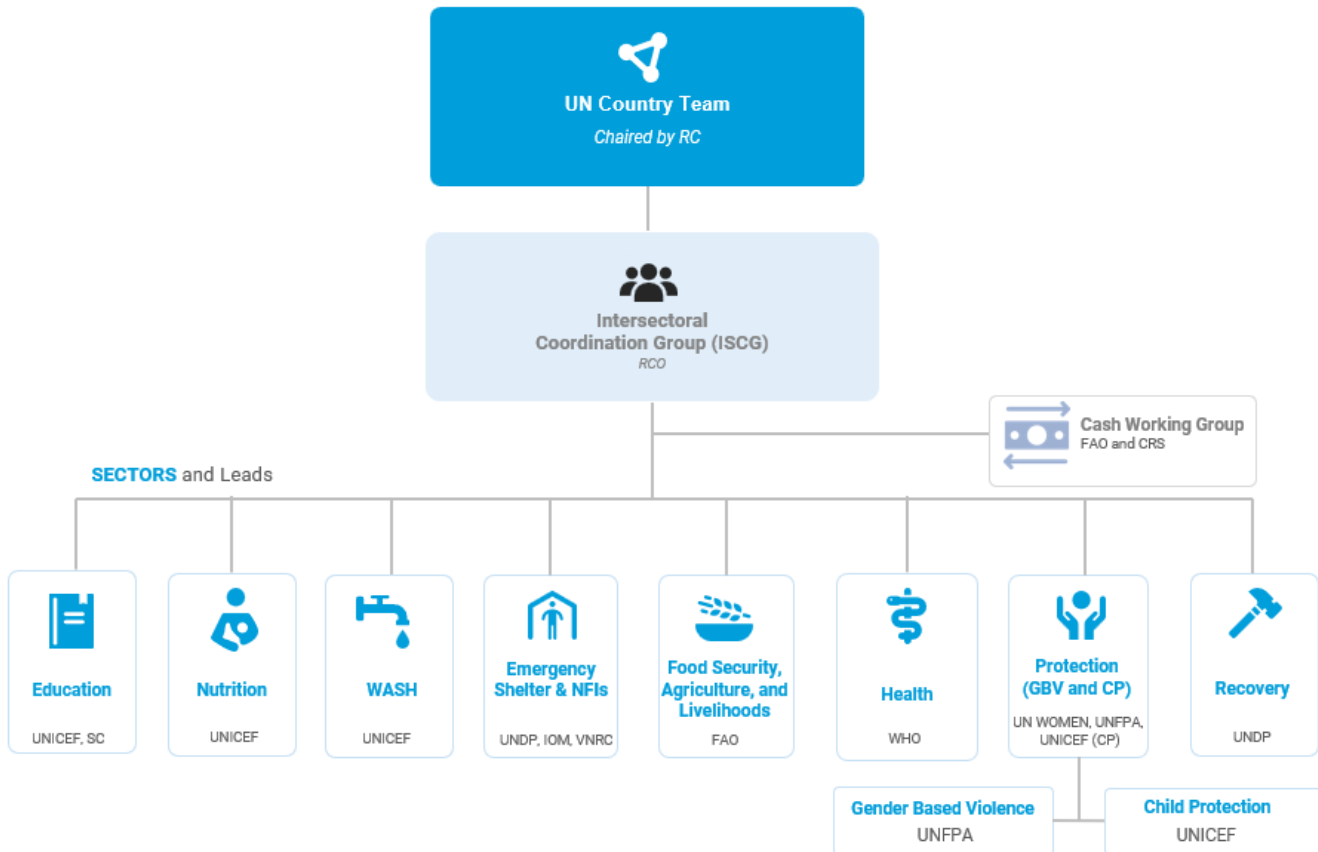 UN Country Team
Chaired by RC
Intersectoral
Coordination Group (ISCG)
RCO
Cash Working Group
FAO and CRS
SECTORS and Leads
Education
UNICEF, SC
Nutrition
UNICEF
WASH
UNICEF
Emergency
Shelter & NFIs
UNDP, IOM, VNRC
Food Security,
Agriculture, and
Livelihoods
FAO
Health
WHO
Protection
(GBV and CP)
UN WOMEN, UNFPA,
UNICEF (CP)
Recovery
UNDP
Gender Based Violence
UNFPA
Child Protection
UNICEF